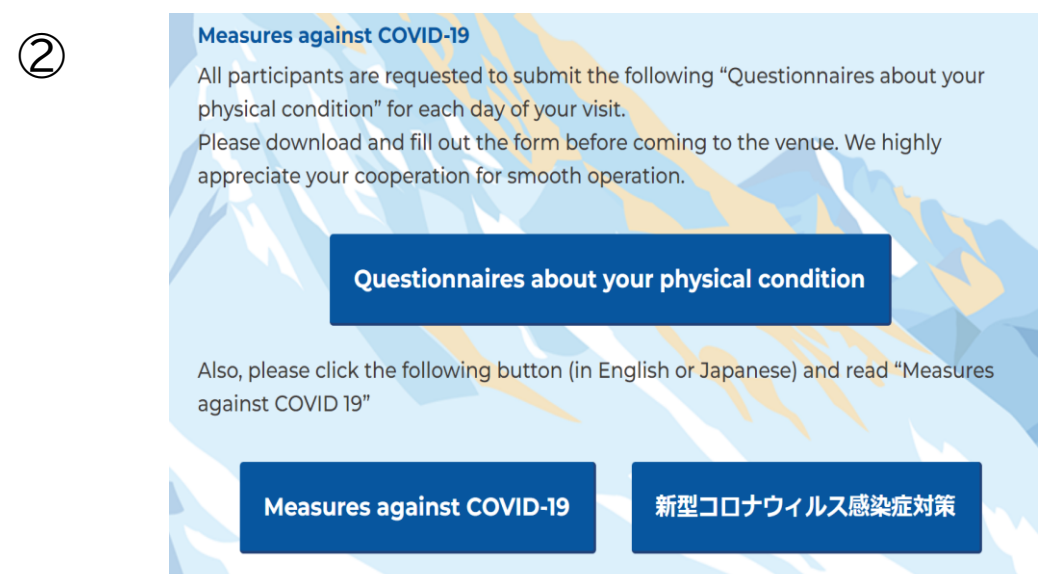 ②
Measures against COVID-19
All participants are requested to submit the following “Questionnaires about your
physical condition” for each day of your visit.
Please download and fill out the form before coming to the venue. We highly
appreciate your cooperation for smooth operation.
Questionnaires about your physical condition
Also, please click the following button (in English or Japanese) and read “Measures
against COVID 19”
Measures against COVID-19
新型コロナウィルス感染症対策